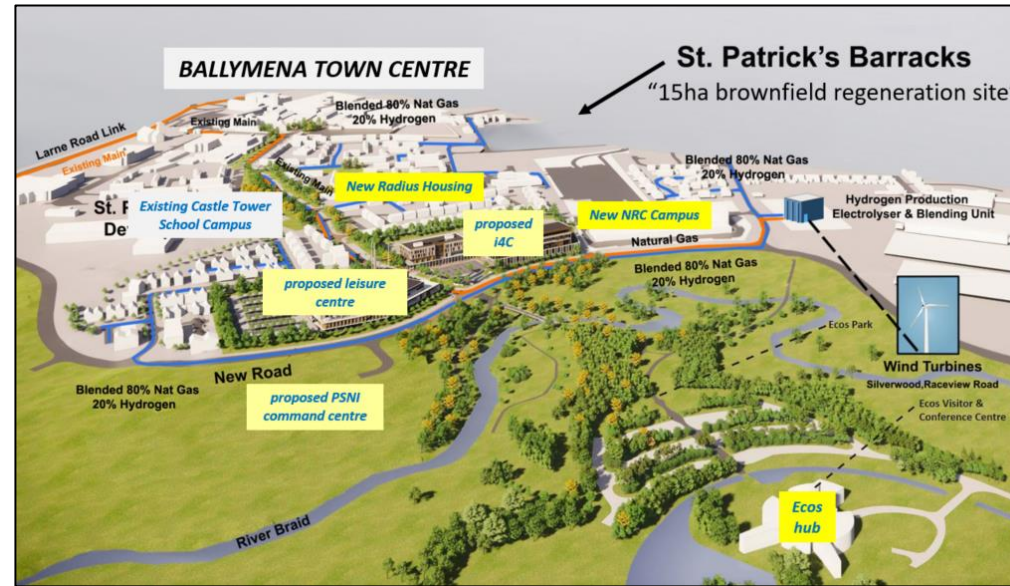 St. Patrick's Barracks
"15ha brownfield regeneration site"
BALLYMENA TOWN CENTRE
Blended 80% Nat Gas
20% Hydrogen
Existing Main
Larne Road Link
Existing Main
Existing Main
New Radius Housing
Blended 80% Nat Gas
20% Hydrogen
Hydrogen Production
Electrolyser & Blending Unit
St.
De
Existing Castle Tower
School Campus
proposed
i4C
New NRC Campus
Natural Gas
Blended 80% Nat Gas
20% Hydrogen
proposed leisure
centre
Ecos Park
New Road
Wind Turbines
Silverwood,Raceview Road
Blended 80% Nat Gas
20% Hydrogen
proposed PSNI
command centre
Ecos Visitor &
Conference Centre
Ecos
hub
River Braid